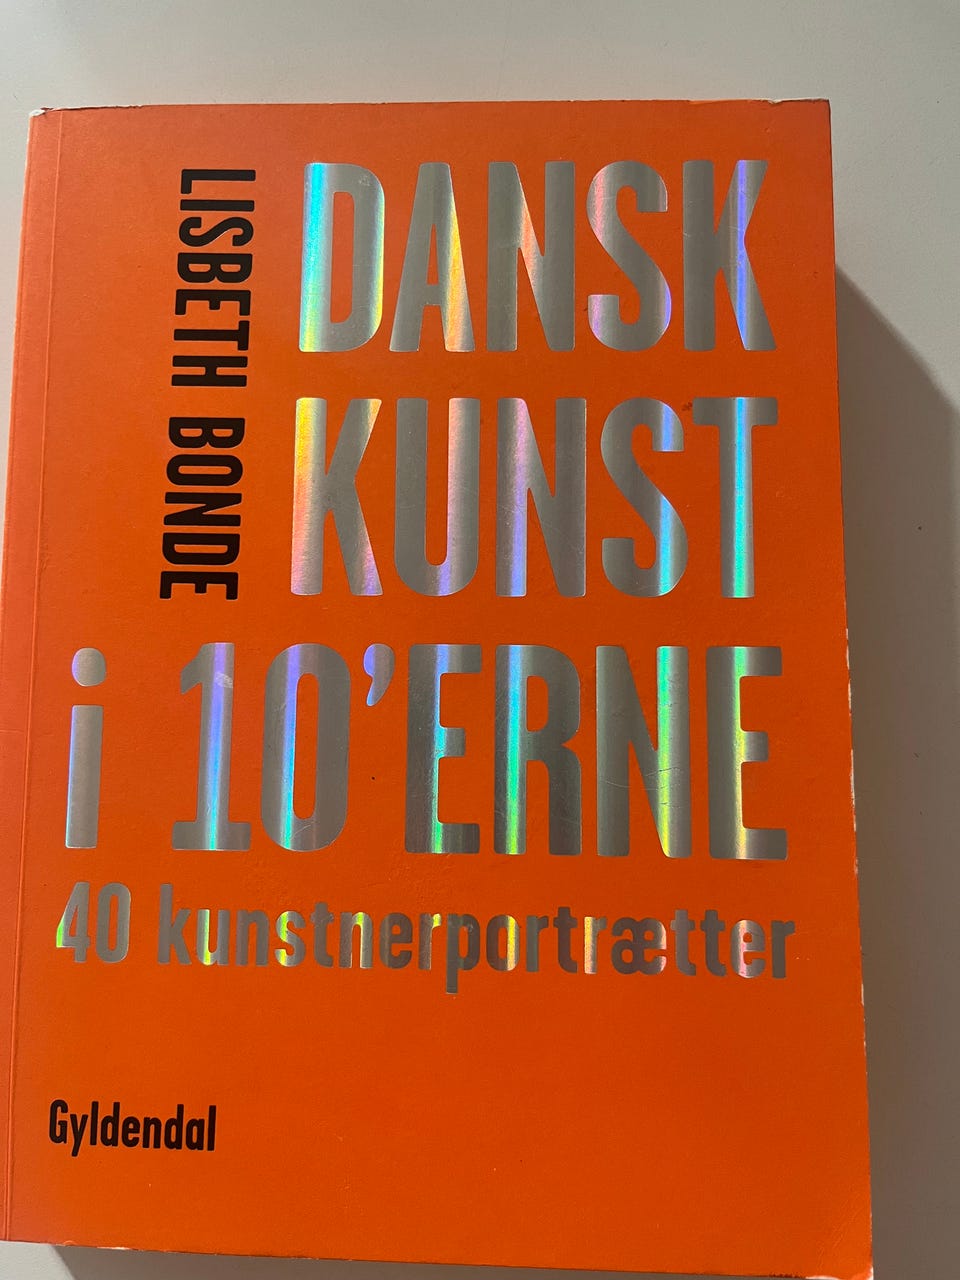 LISBETH BONDE
DANSK
KUNST
i 10'ERNE
40 kunstnerportrætter
Gyldendal